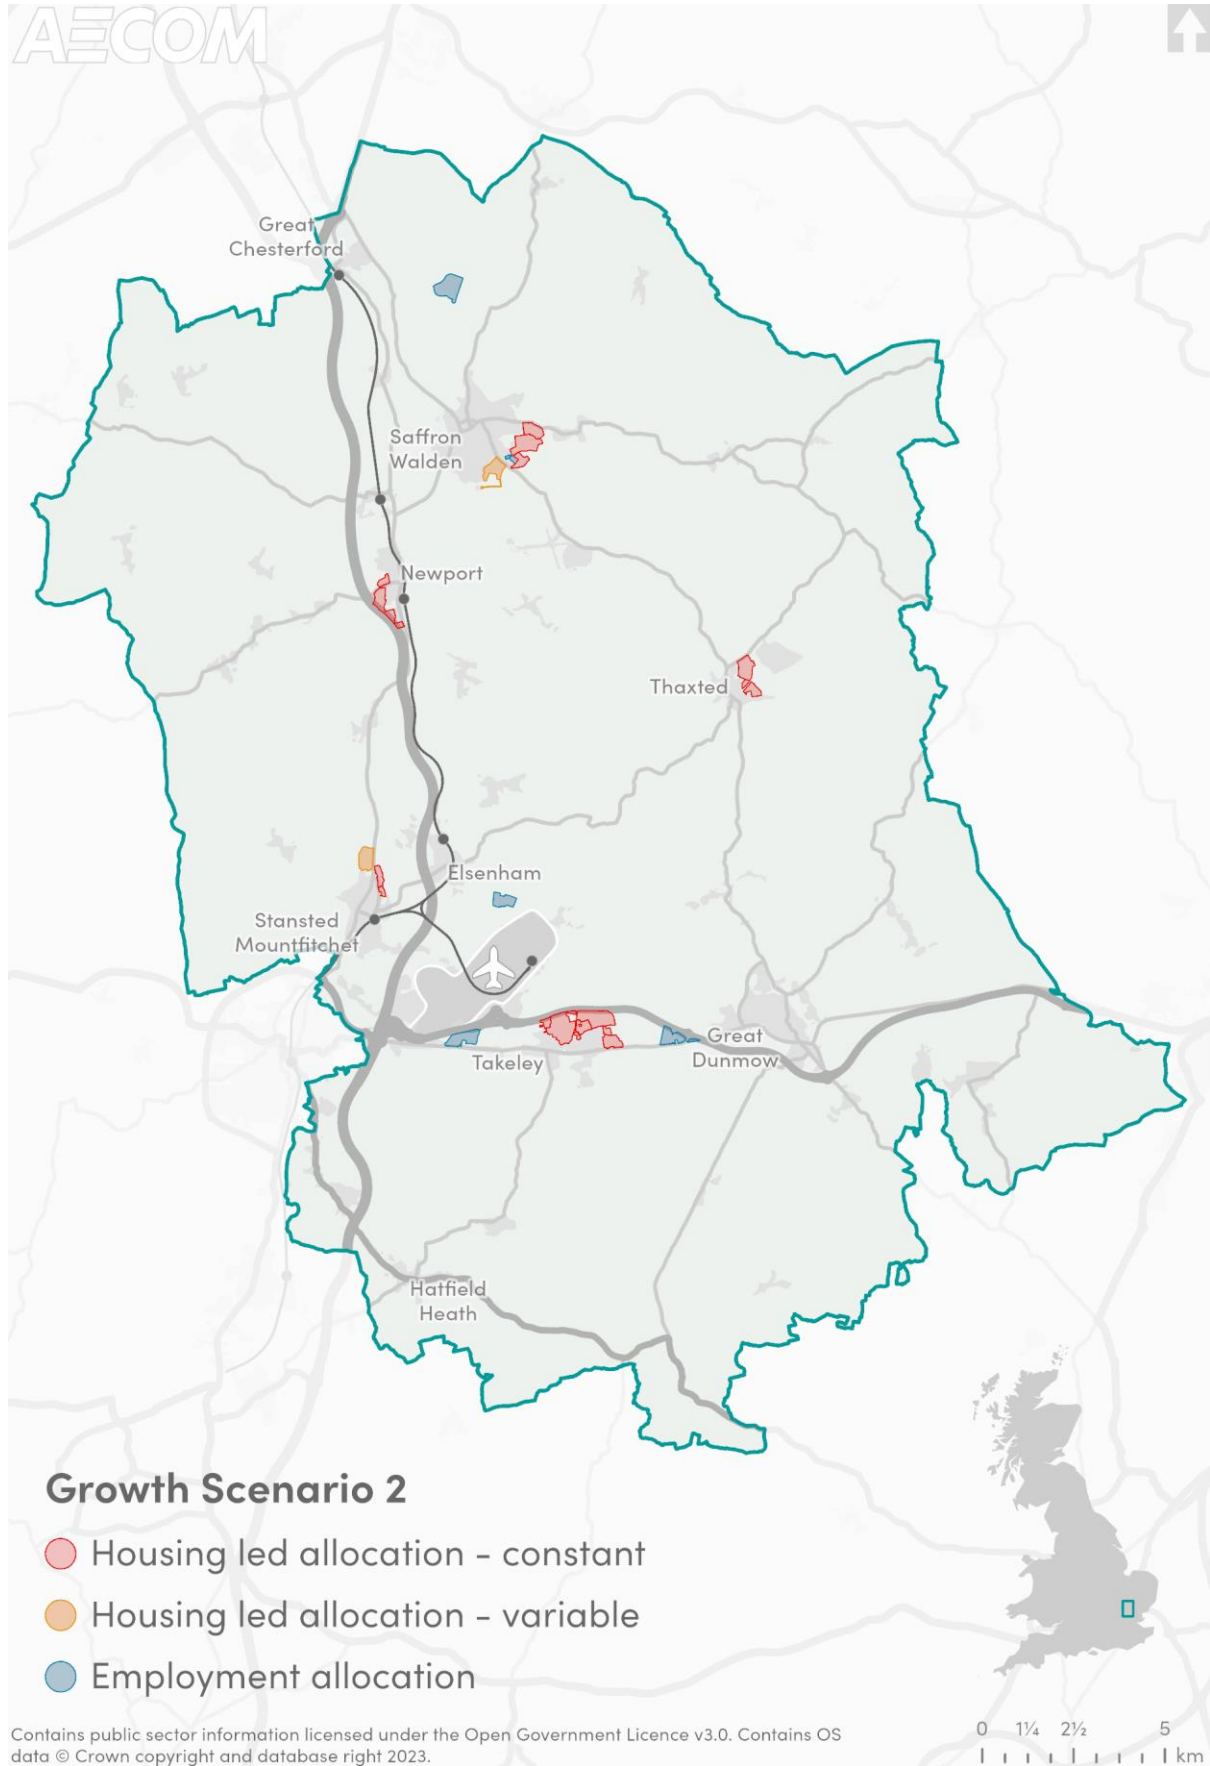 AECOM
Great
Chesterford
Saffron
Walden
Newport
Thaxted
Elsenham
Stansted
Mountfitchet
Takeley
Great
Dunmow
Hatfield
Heath
Growth Scenario 2
Housing led allocation - constant
Housing led allocation - variable
Employment allocation
Contains public sector information licensed under the Open Government Licence v3.0. Contains OS
data © Crown copyright and database right 2023.
0 1¼ 2½ 5
km